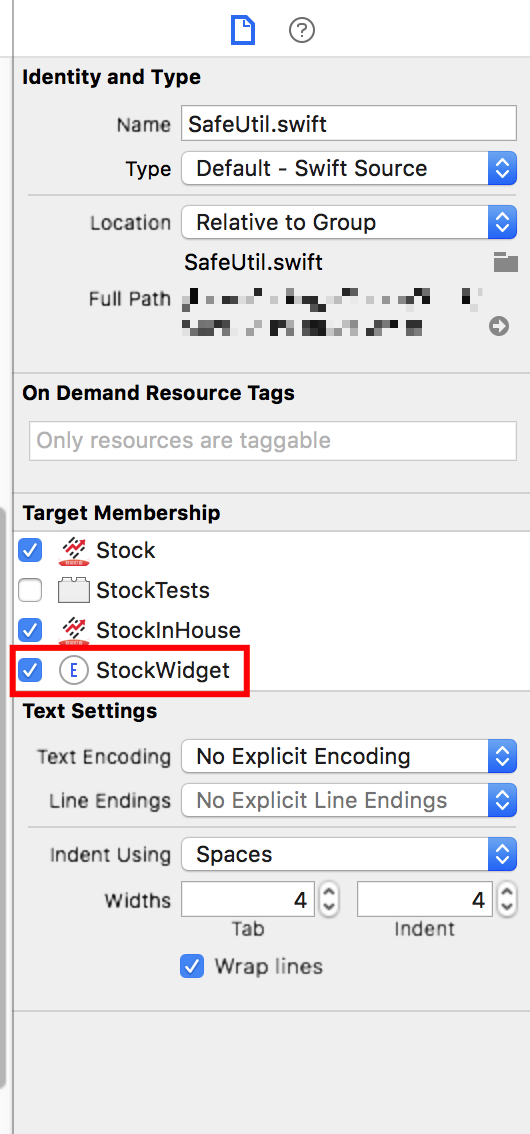 Identity and Type
Name SafeUtil.swift
Type Default - Swift Source
Location Relative to Group
SafeUtil.swift
Full Path
On Demand Resource Tags
Only resources are taggable
Target Membership
Stock
StockTests
StockInHouse
E StockWidget
Text Settings
Text Encoding No Explicit Encoding
Line Endings No Explicit Line Endings
Indent Using Spaces
Widths 4 4
Tab Indent
Wrap lines